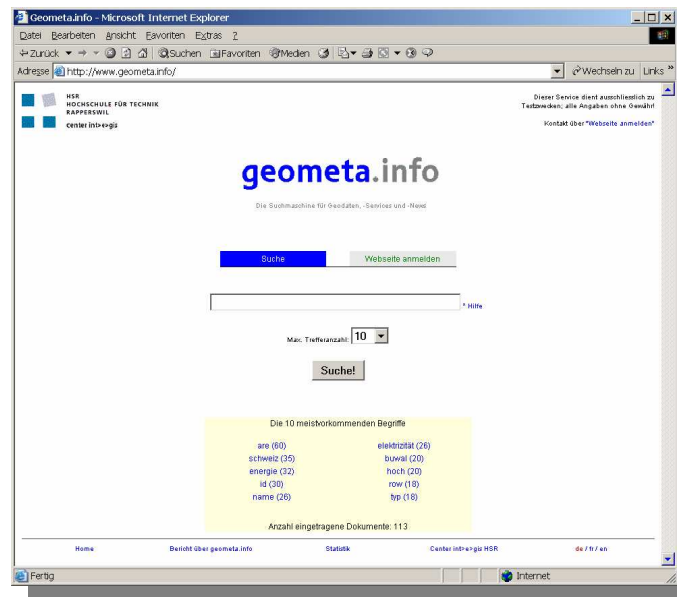 Geometa.info - Microsoft Internet Explorer
Datei Bearbeiten Ansicht Favoriten Extras ?
Zurück Suchen Favoriten Medien
Adresse http://www.geometa.info/ Wechseln zu Links »
HSR
HOCHSCHULE FÜR TECHNIK
RAPPERSWIL
center int>e>gis
Dieser Service dient ausschliesslich zu
Testzwecken; alle Angaben ohne Gewähr!
Kontakt über "Webseite anmelden"
geometa.info
Die Suchmaschine für Geodaten, -Services und -News
Suche Webseite anmelden
* Hilfe
Max. Trefferanzahl: 10
Suche!
Die 10 meistvorkommenden Begriffe
are (60) elektrizität (26)
schweiz (35) buwal (20)
energie (32) hoch (20)
id (30) row (18)
name (26) typ (18)
Anzahl eingetragene Dokumente: 113
Home Bericht über geometa.info Statistik Center int>e>gis HSR de / fr / en
Fertig Internet